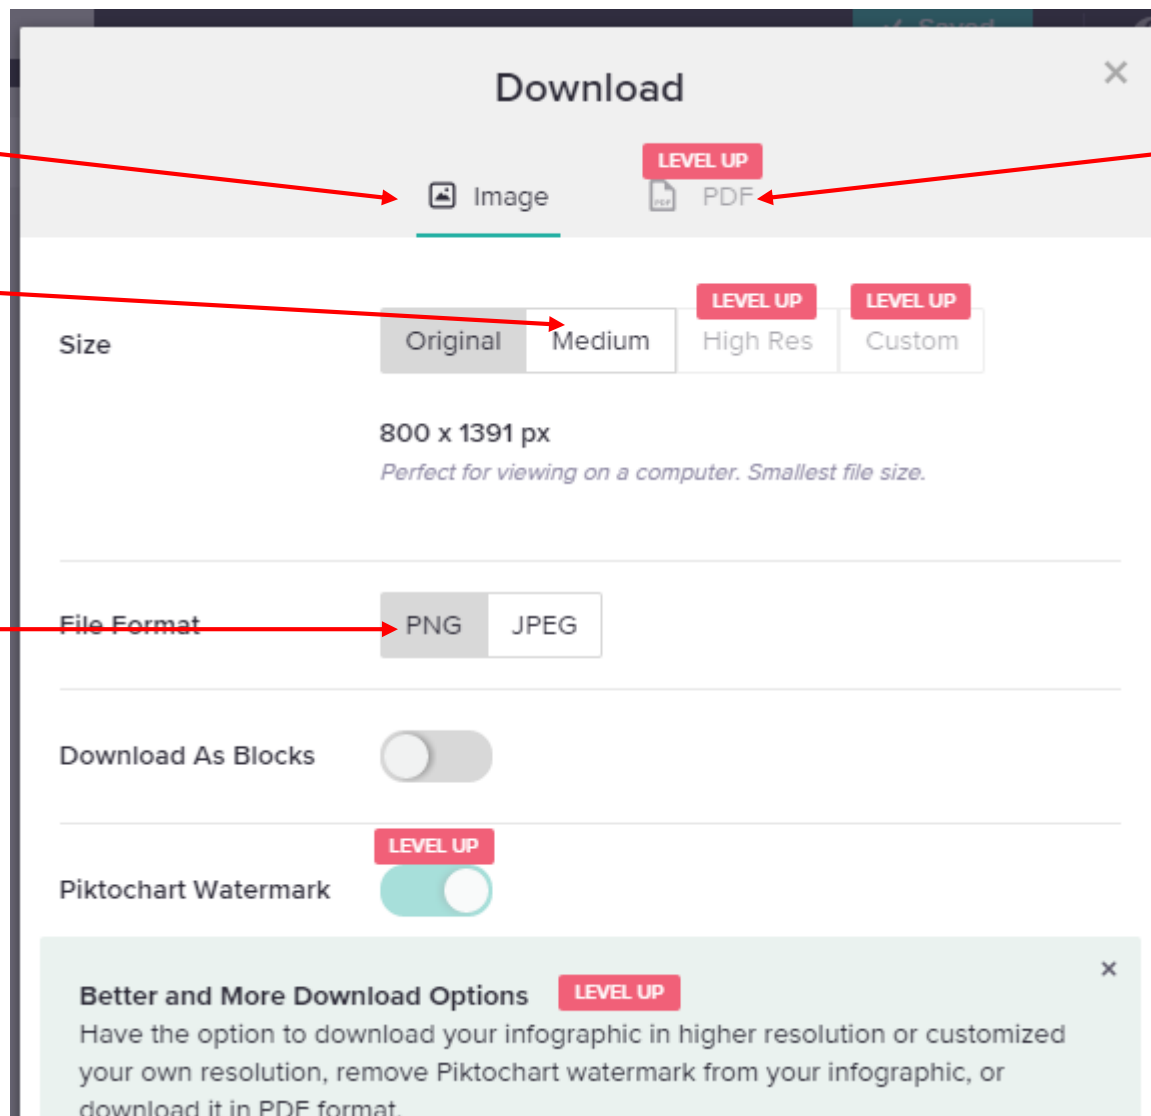 ✓ Saved
Download
×
LEVEL UP
Image
PDF
PDF
LEVEL UP
LEVEL UP
Size
Original
Medium
High Res
Custom
800 x 1391 px
Perfect for viewing on a computer. Smallest file size.
File Format
PNG
JPEG
Download As Blocks
LEVEL UP
Piktochart Watermark
×
Better and More Download Options LEVEL UP
Have the option to download your infographic in higher resolution or customized
your own resolution, remove Piktochart watermark from your infographic, or
download it in PDF format.